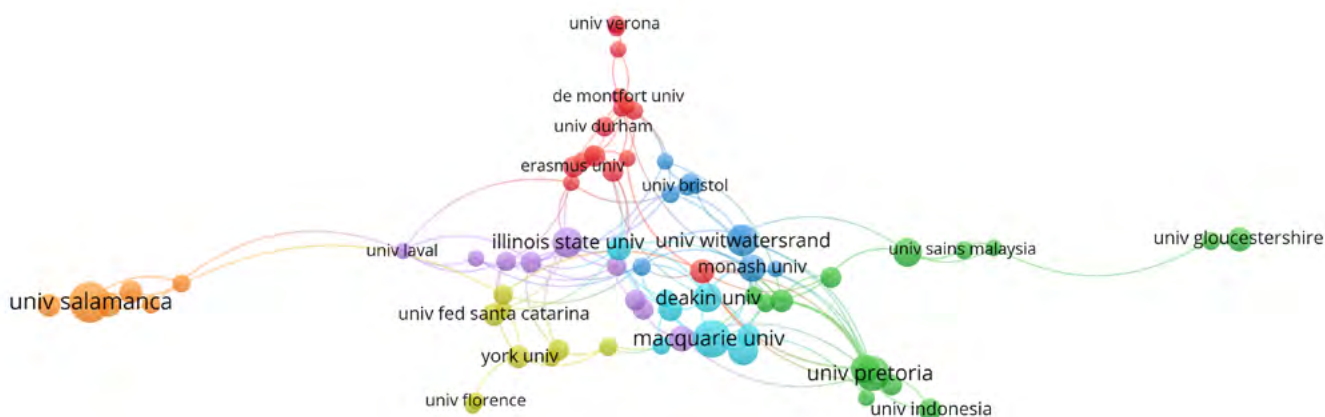 univ verona
de montfort univ
univ durham
erasmus univ
univ bristol
univ laval
illinois state univ
univ witwatersrand
univ sains malaysia
univ gloucestershire
monash univ
univ salamanca
deakin univ
univ fed santa catarina
macquarie univ
york univ
univ pretoria
univ florence
univ indonesia